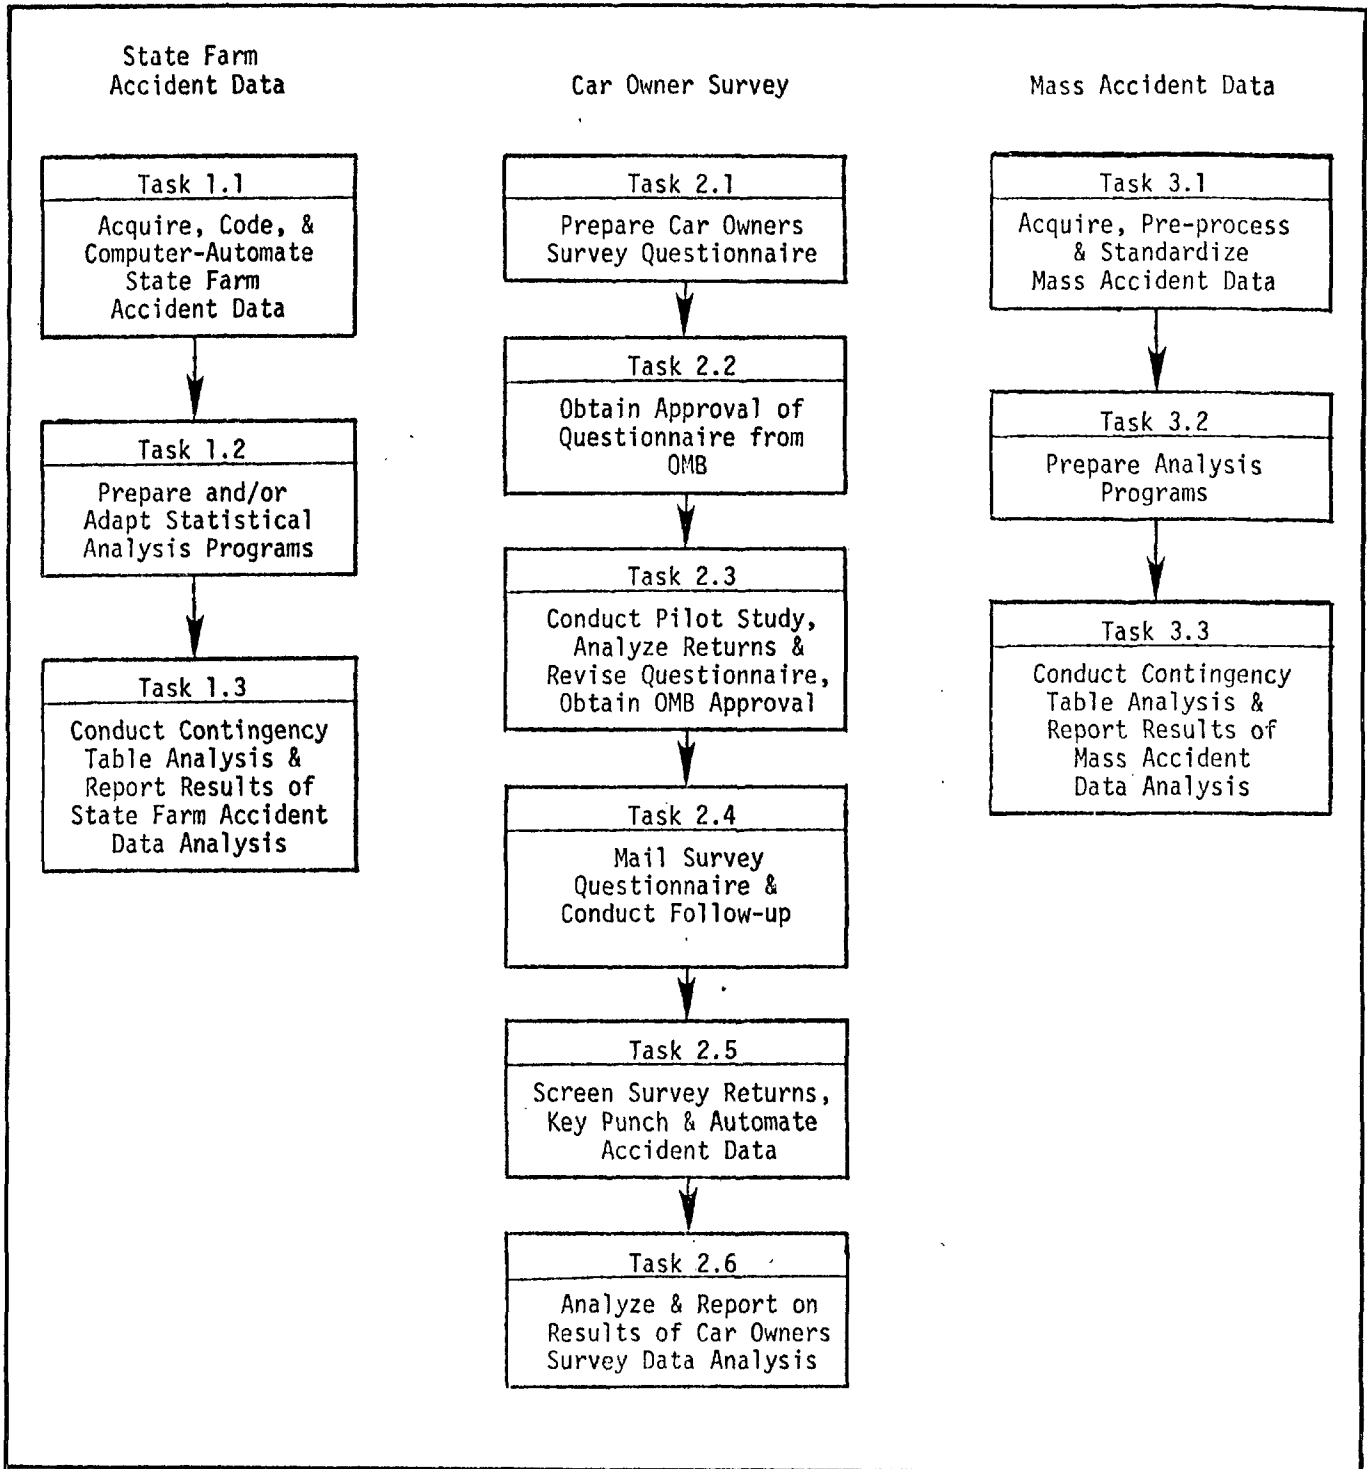 State Farm
Accident Data
Task 1.1
Acquire, Code, &
Computer-Automate
State Farm
Accident Data
Task 1.2
Prepare and/or
Adapt Statistical
Analysis Programs
Task 1.3
Conduct Contingency
Table Analysis &
Report Results of
State Farm Accident
Data Analysis
Car Owner Survey
Task 2.1
Prepare Car Owners
Survey Questionnaire
Task 2.2
Obtain Approval of
Questionnaire from
OMB
Task 2.3
Conduct Pilot Study,
Analyze Returns &
Revise Questionnaire,
Obtain OMB Approval
Task 2.4
Mail Survey
Questionnaire &
Conduct Follow-up
Task 2.5
Screen Survey Returns,
Key Punch & Automate
Accident Data
Task 2.6
Analyze & Report on
Results of Car Owners
Survey Data Analysis
Mass Accident Data
Task 3.1
Acquire, Pre-process
& Standardize
Mass Accident Data
Task 3.2
Prepare Analysis
Programs
Task 3.3
Conduct Contingency
Table Analysis &
Report Results of
Mass Accident
Data Analysis